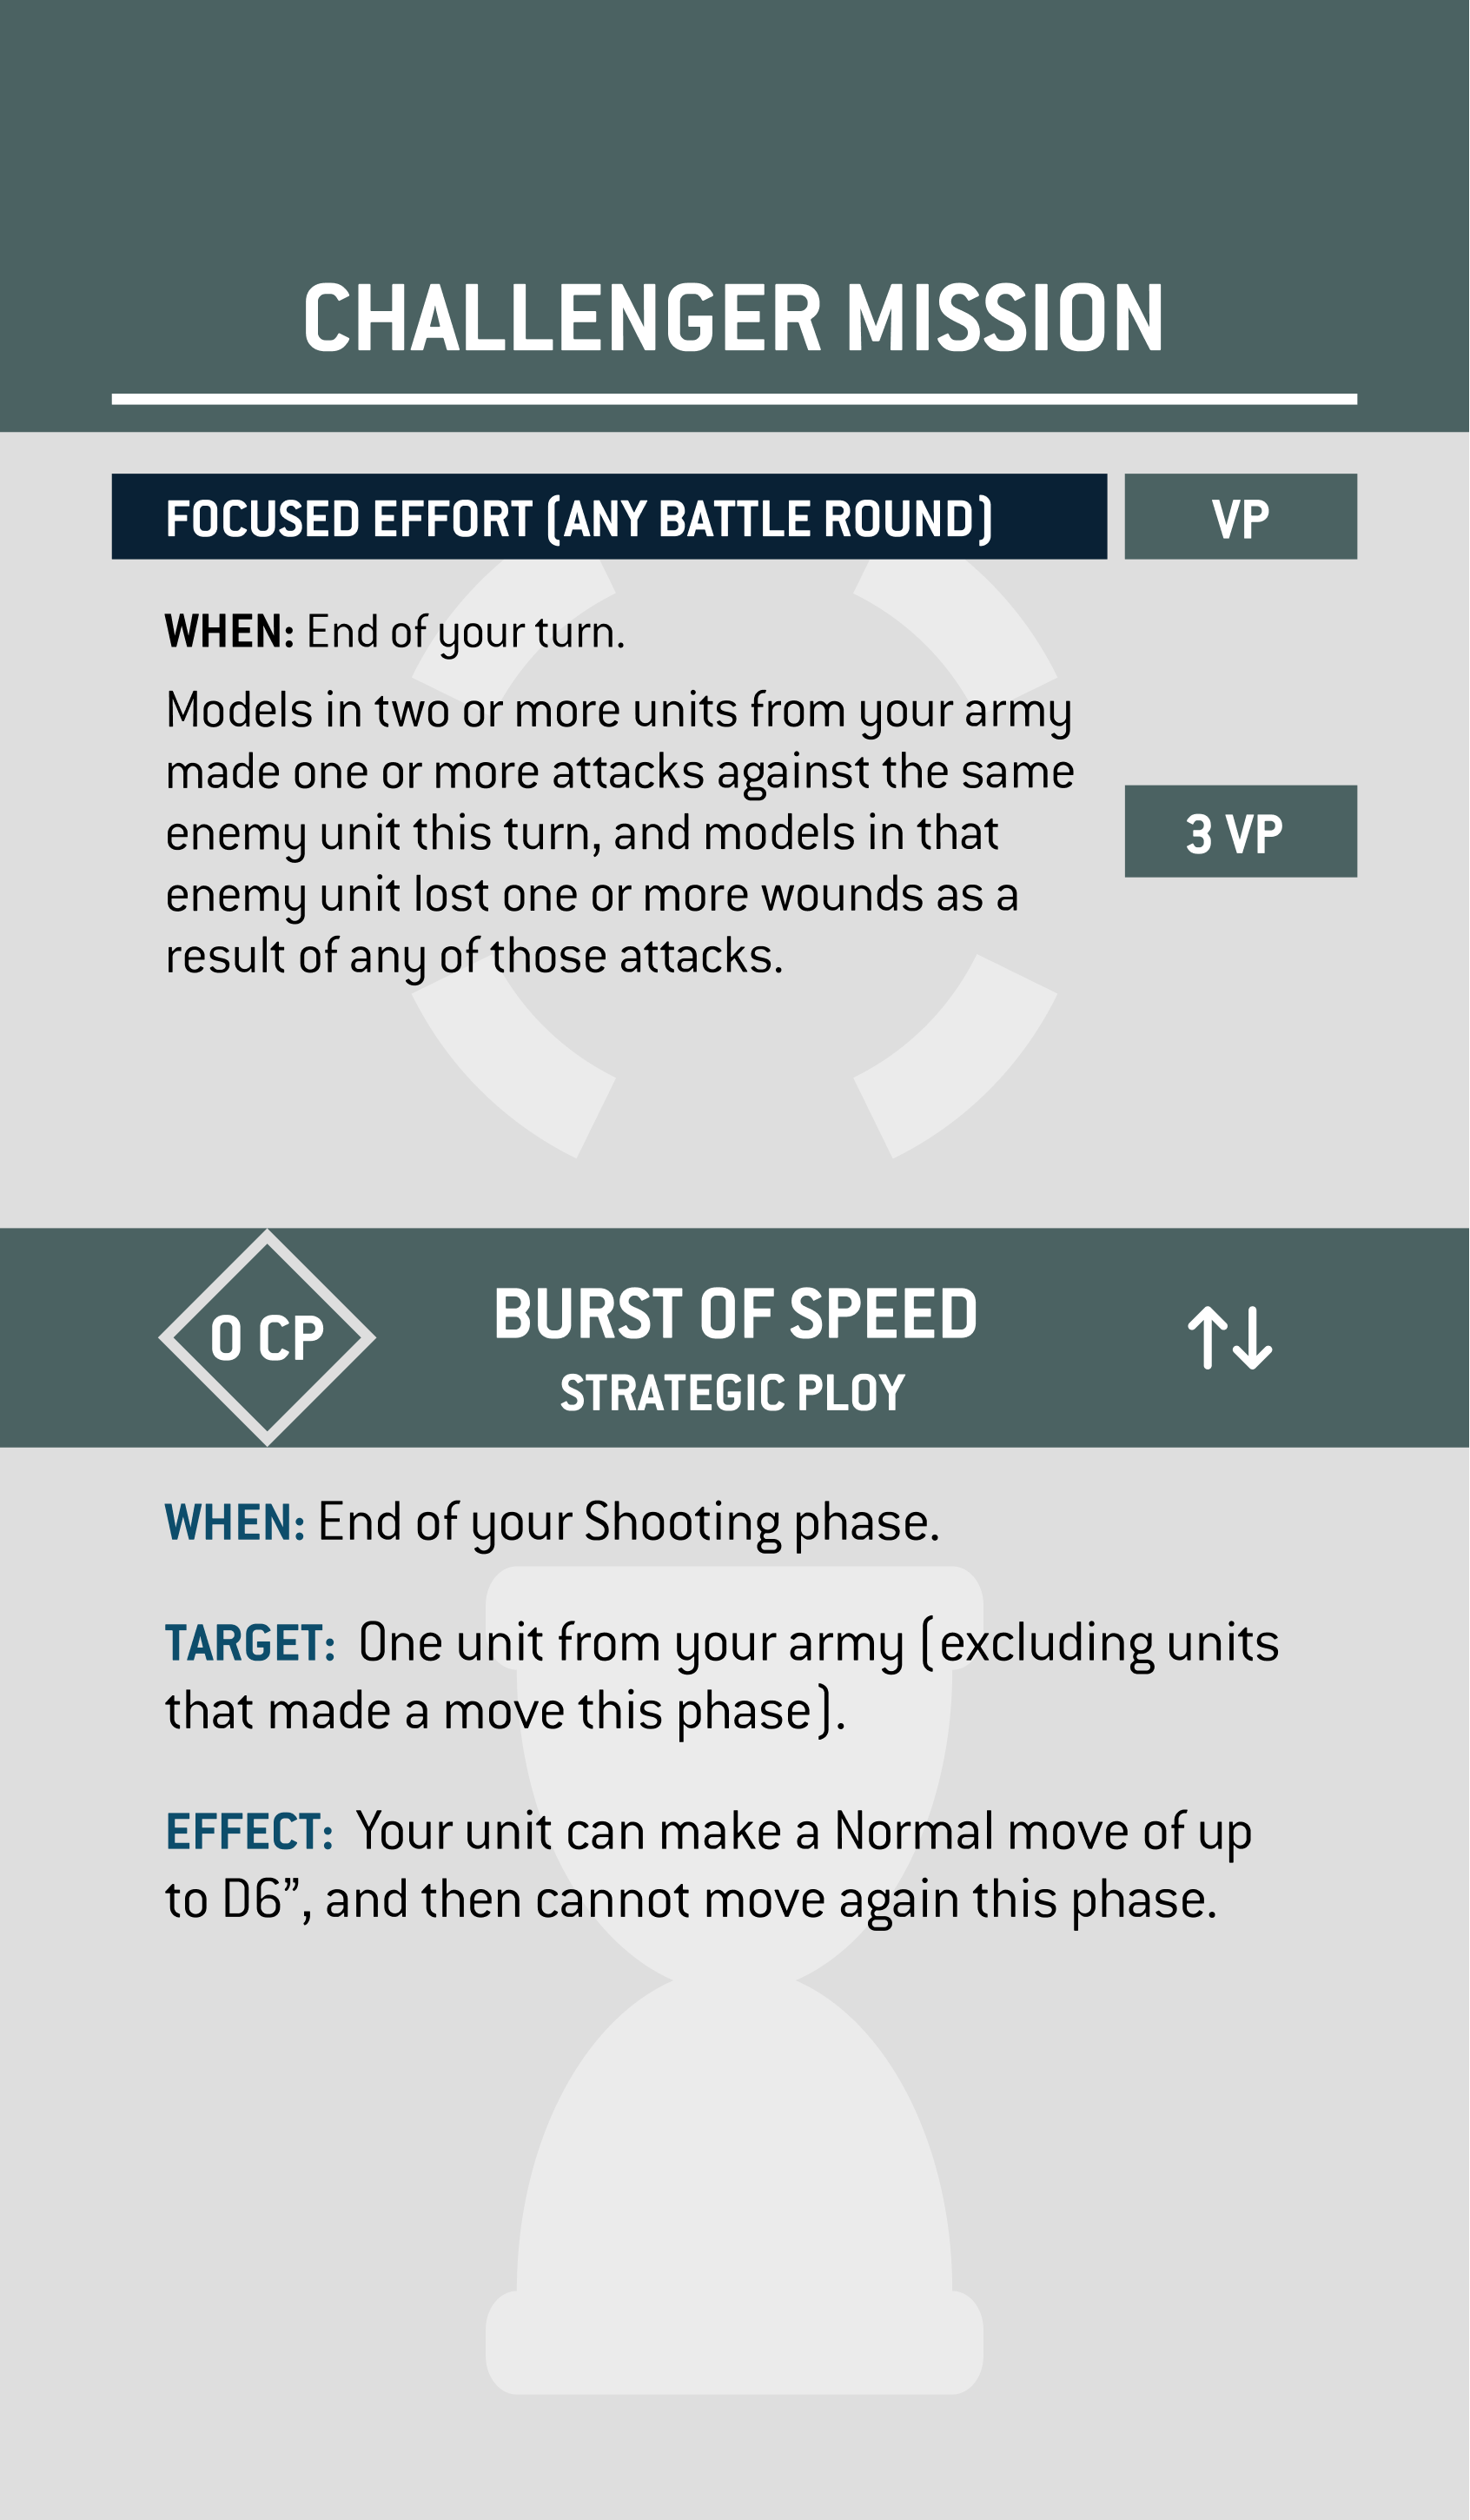 CHALLENGER MISSION
FOCUSED EFFORT (ANY BATTLER ROUND)
VP
WHEN: End of your turn.
Models in two or more units from your army
made one or more attacks against the same
enemy unit this turn, and models in that
enemy unit lost one or more wounds as a
result of any of those attacks.
3 VP
0 CP
BURST OF SPEED
STRATEGIC PLOY
WHEN: End of your Shooting phase.
TARGET: One unit from your army (excluding units
that made a move this phase).
EFFECT: Your unit can make a Normal move of up
to D6”, and then cannot move again this phase.